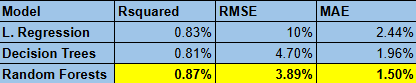 Model Rsquared RMSE MAE
L. Regression 0.83% 10% 2.44%
Decision Trees 0.81% 4.70% 1.96%
Random Forests 0.87% 3.89% 1.50%